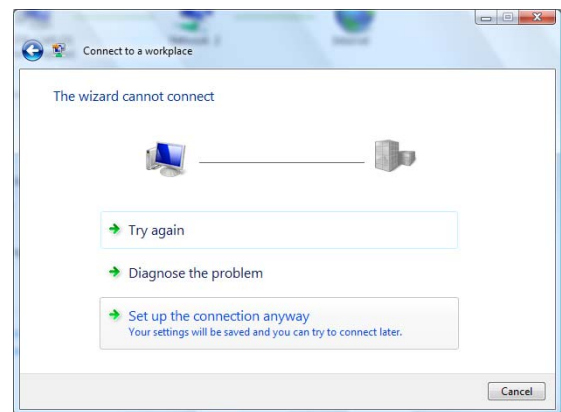 Connect to a workplace
The wizard cannot connect
Try again
Diagnose the problem
Set up the connection anyway
Your settings will be saved and you can try to connect later.
Cancel